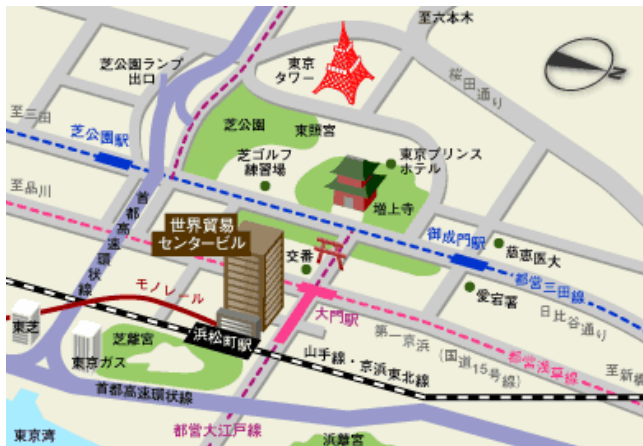 至六本木
芝公園ランプ
出口
東京
タワー
桜田通り
N
至三田
芝公園駅
芝公園
東照宮
芝ゴルフ
練習場
東京プリンス
ホテル
至品川
首都高速環状線
増上寺
世界貿易
センタービル
御成門駅
慈恵医大
交番
都営三田線
モノレール
大門駅
愛宕署
日比谷通り
東芝
芝離宮
浜松町駅
第一京浜
(国道15号線)
都営浅草線
東京ガス
山手線・京浜東北線
至新橋
首都高速環状線
都営大江戸線
東京湾
浜離宮